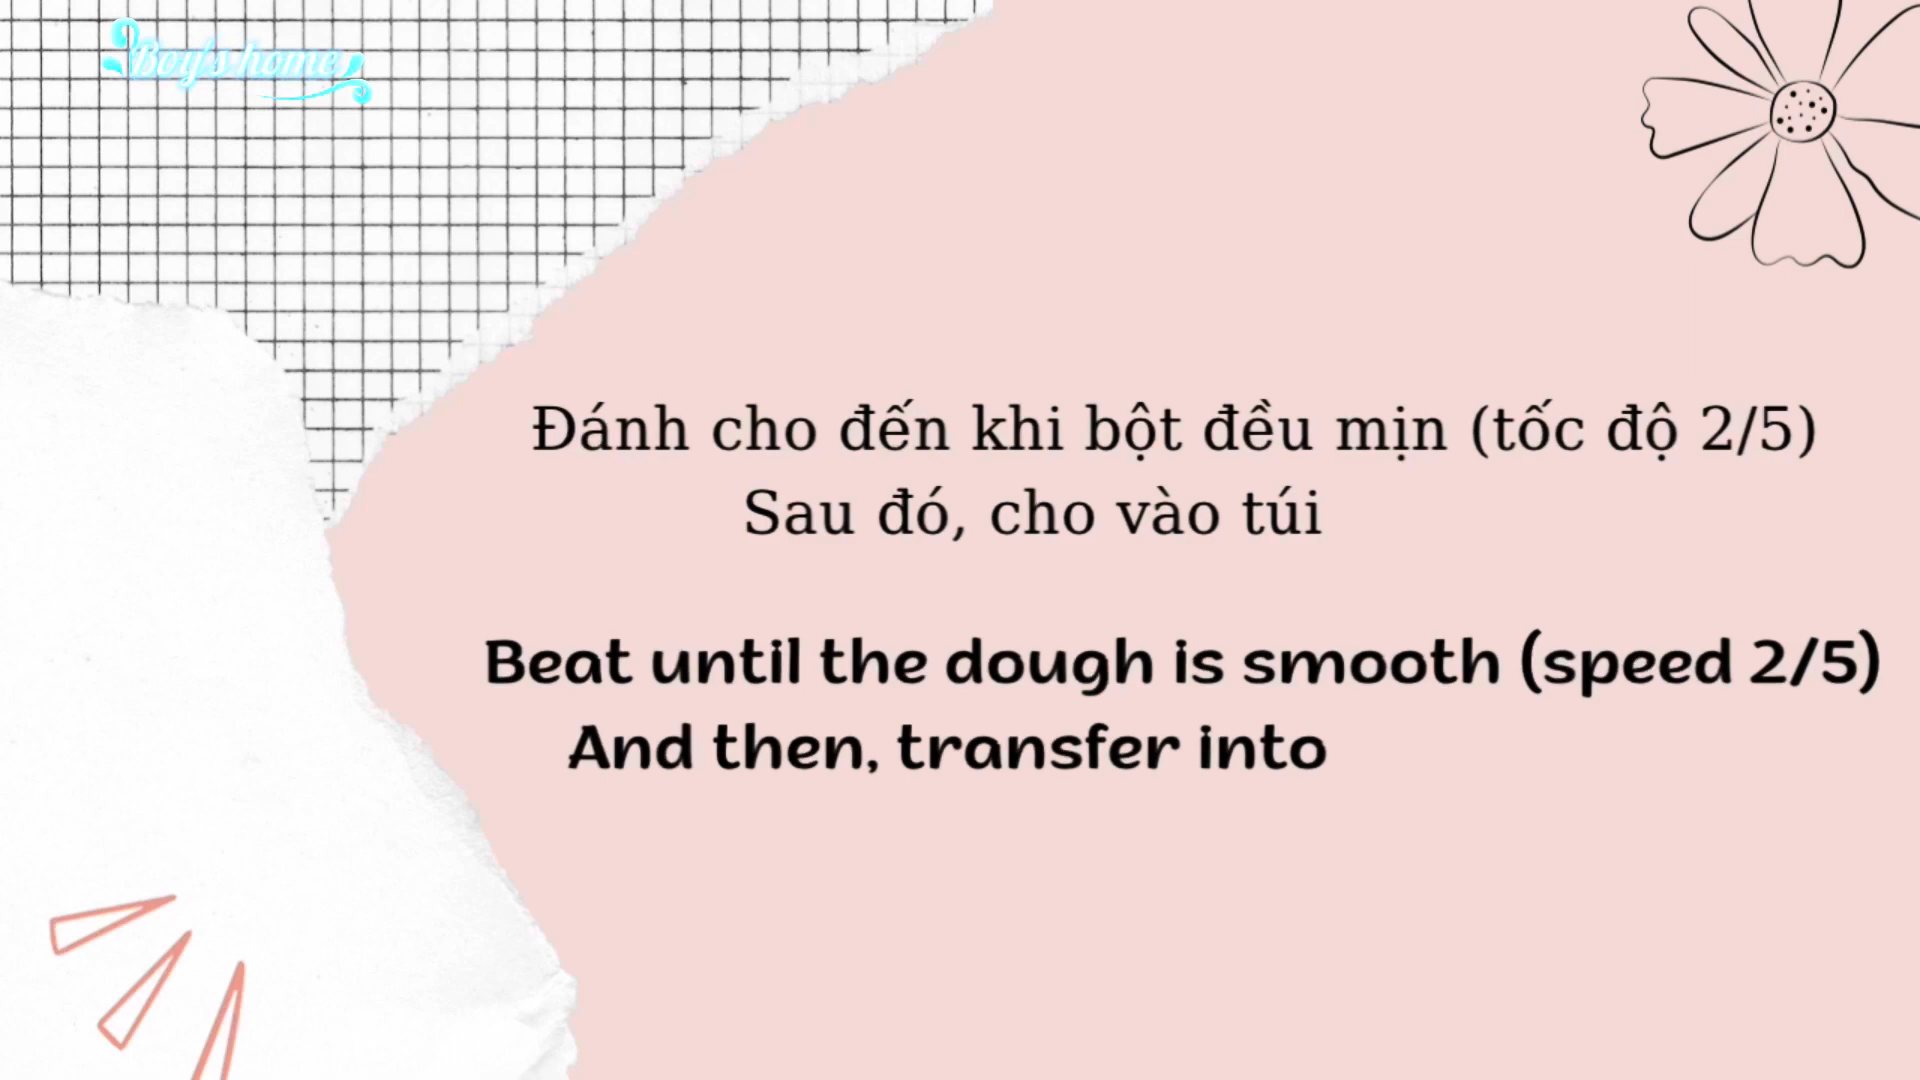 Boy's home
Đánh cho đến khi bột đều mịn (tốc độ 2/5)
Sau đó, cho vào túi
Beat until the dough is smooth (speed 2/5)
And then, transfer into